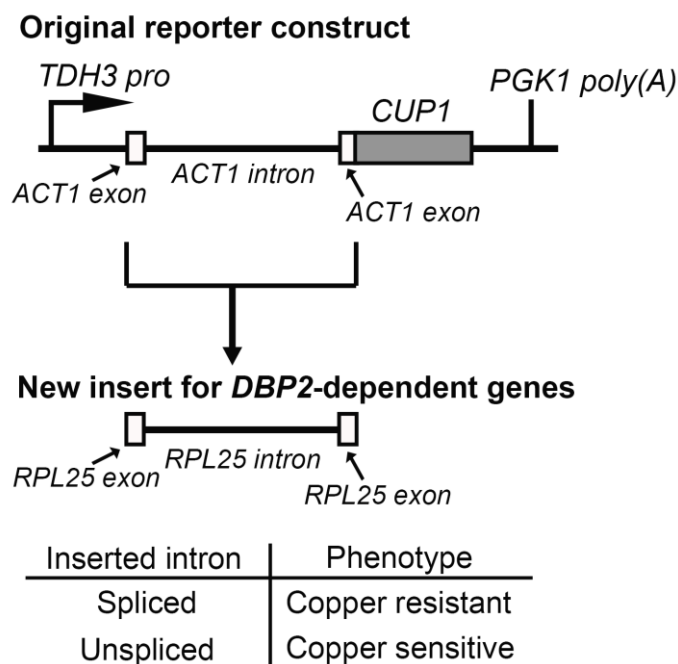 Original reporter construct
TDH3 pro
PGK1 poly(A)
CUP1
ACT1 intron
ACT1 exon
ACT1 exon
New insert for DBP2-dependent genes
RPL25 intron
RPL25 exon
RPL25 exon
Inserted intron Phenotype
Spliced Copper resistant
Unspliced Copper sensitive